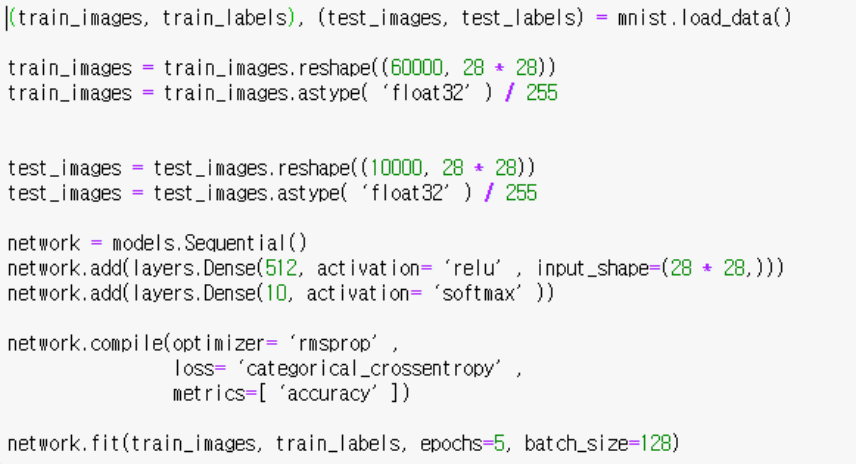 (train_images, train_labels), (test_images, test_labels) = mnist.load_data()
train_images = train_images.reshape((60000, 28 * 28))
train_images = train_images.astype( ‘float32’ ) / 255
test_images = test_images.reshape((10000, 28 * 28))
test_images = test_images.astype( ‘float32’ ) / 255
network = models.Sequential()
network.add(layers.Dense(512, activation= ‘relu’ , input_shape=(28 * 28,)))
network.add(layers.Dense(10, activation= ‘softmax’ ))
network.compile(optimizer= ‘rmsprop’ ,
loss= ‘categorical_crossentropy’ ,
metrics=[ ‘accuracy’ ])
network.fit(train_images, train_labels, epochs=5, batch_size=128)